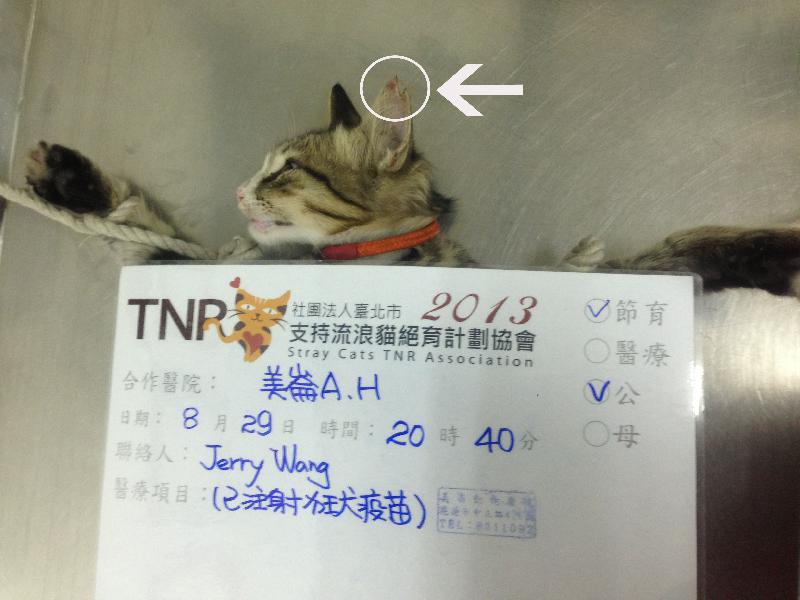 TNR
社團法人臺北市 2013
支持流浪貓絕育計劃協會
Stray Cats TNR Association
節育
醫療
公
母
合作醫院： 美崙A.H
日期： 8 月 29 日 時間： 20 時 40 分
聯絡人： Jerry Wang
醫療項目： (已注射狂犬疫苗)
TEL:8311092